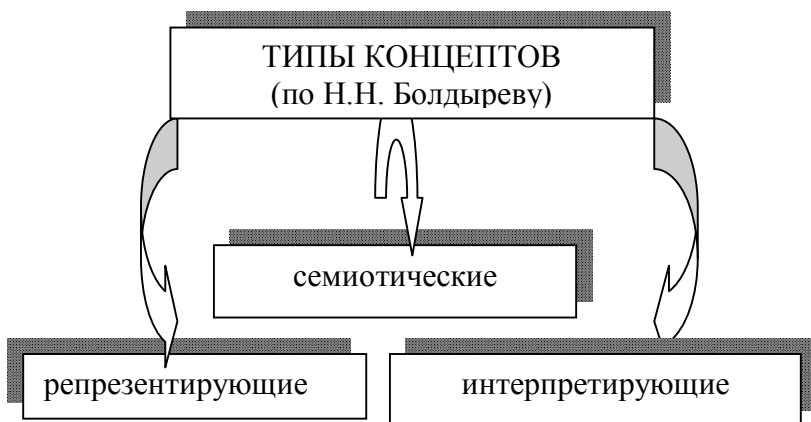 ТИПЫ КОНЦЕПТОВ
(по Н.Н. Болдыреву)
семиотические
репрезентирующие
интерпретирующие